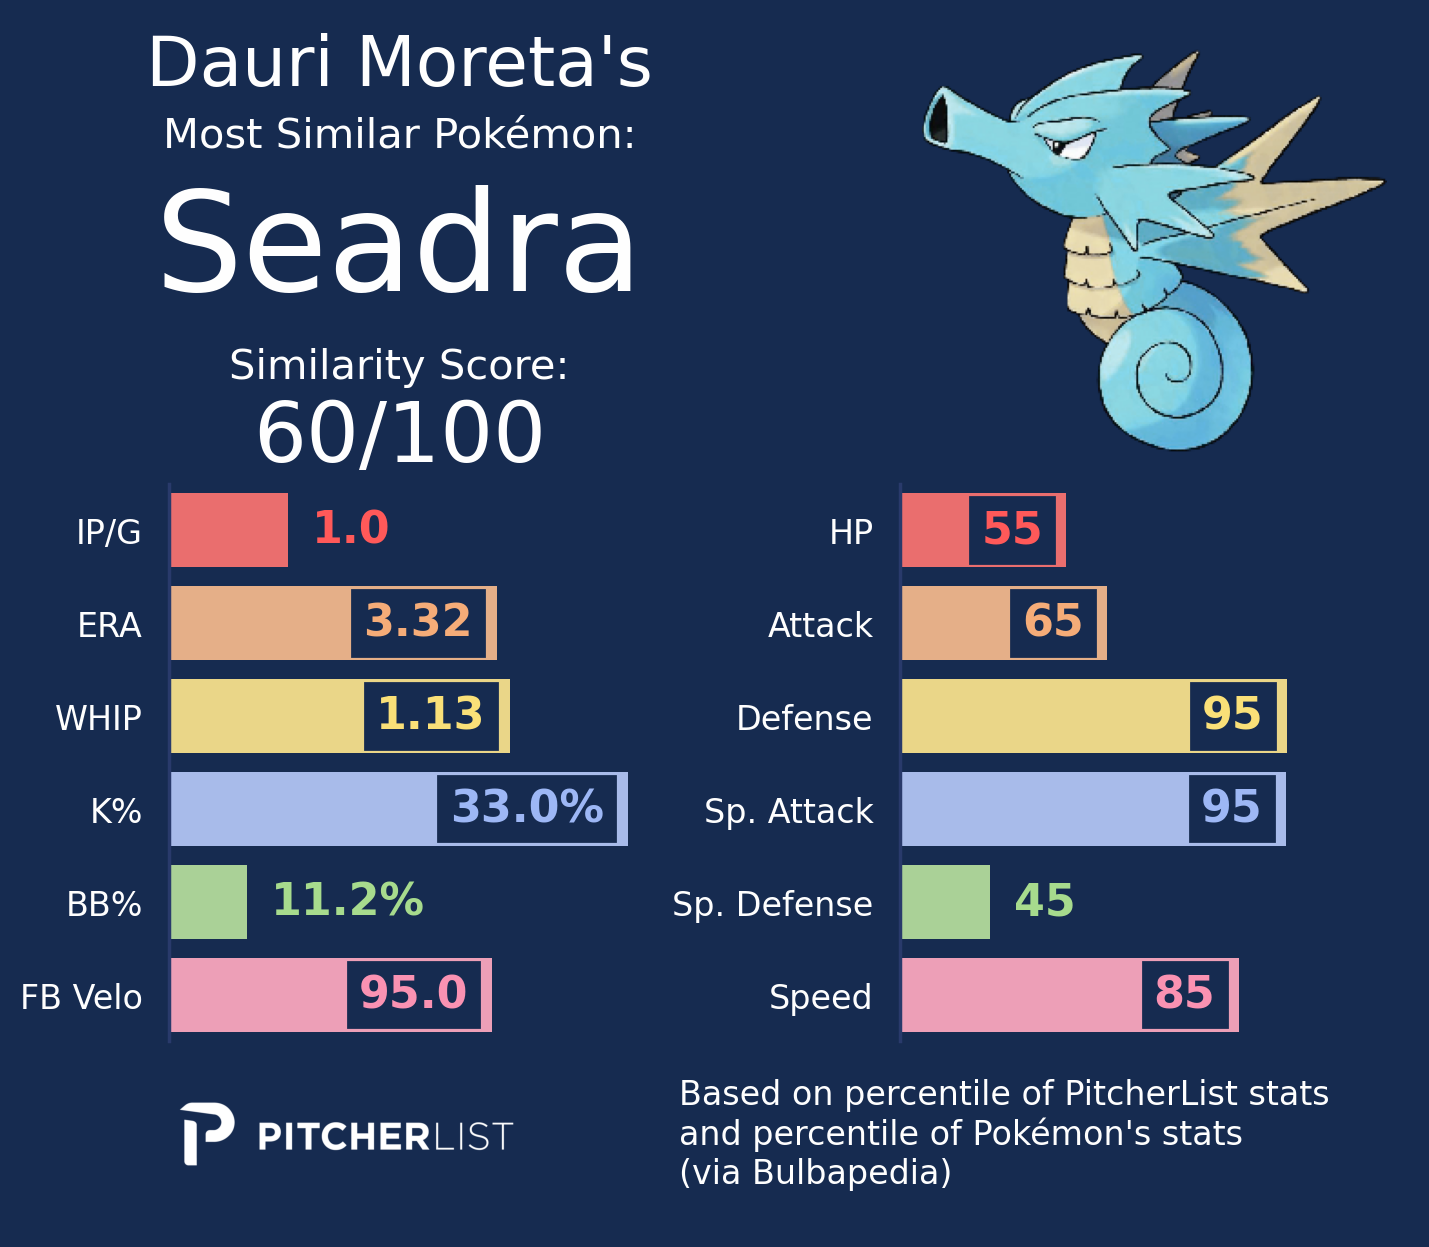 Dauri Moreta's
Most Similar Pokémon:
Seadra
Similarity Score:
60/100
IP/G 1.0
ERA 3.32
WHIP 1.13
K% 33.0%
BB% 11.2%
FB Velo 95.0
HP 55
Attack 65
Defense 95
Sp. Attack 95
Sp. Defense 45
Speed 85
PITCHERLIST
Based on percentile of PitcherList stats
and percentile of Pokémon's stats
(via Bulbapedia)